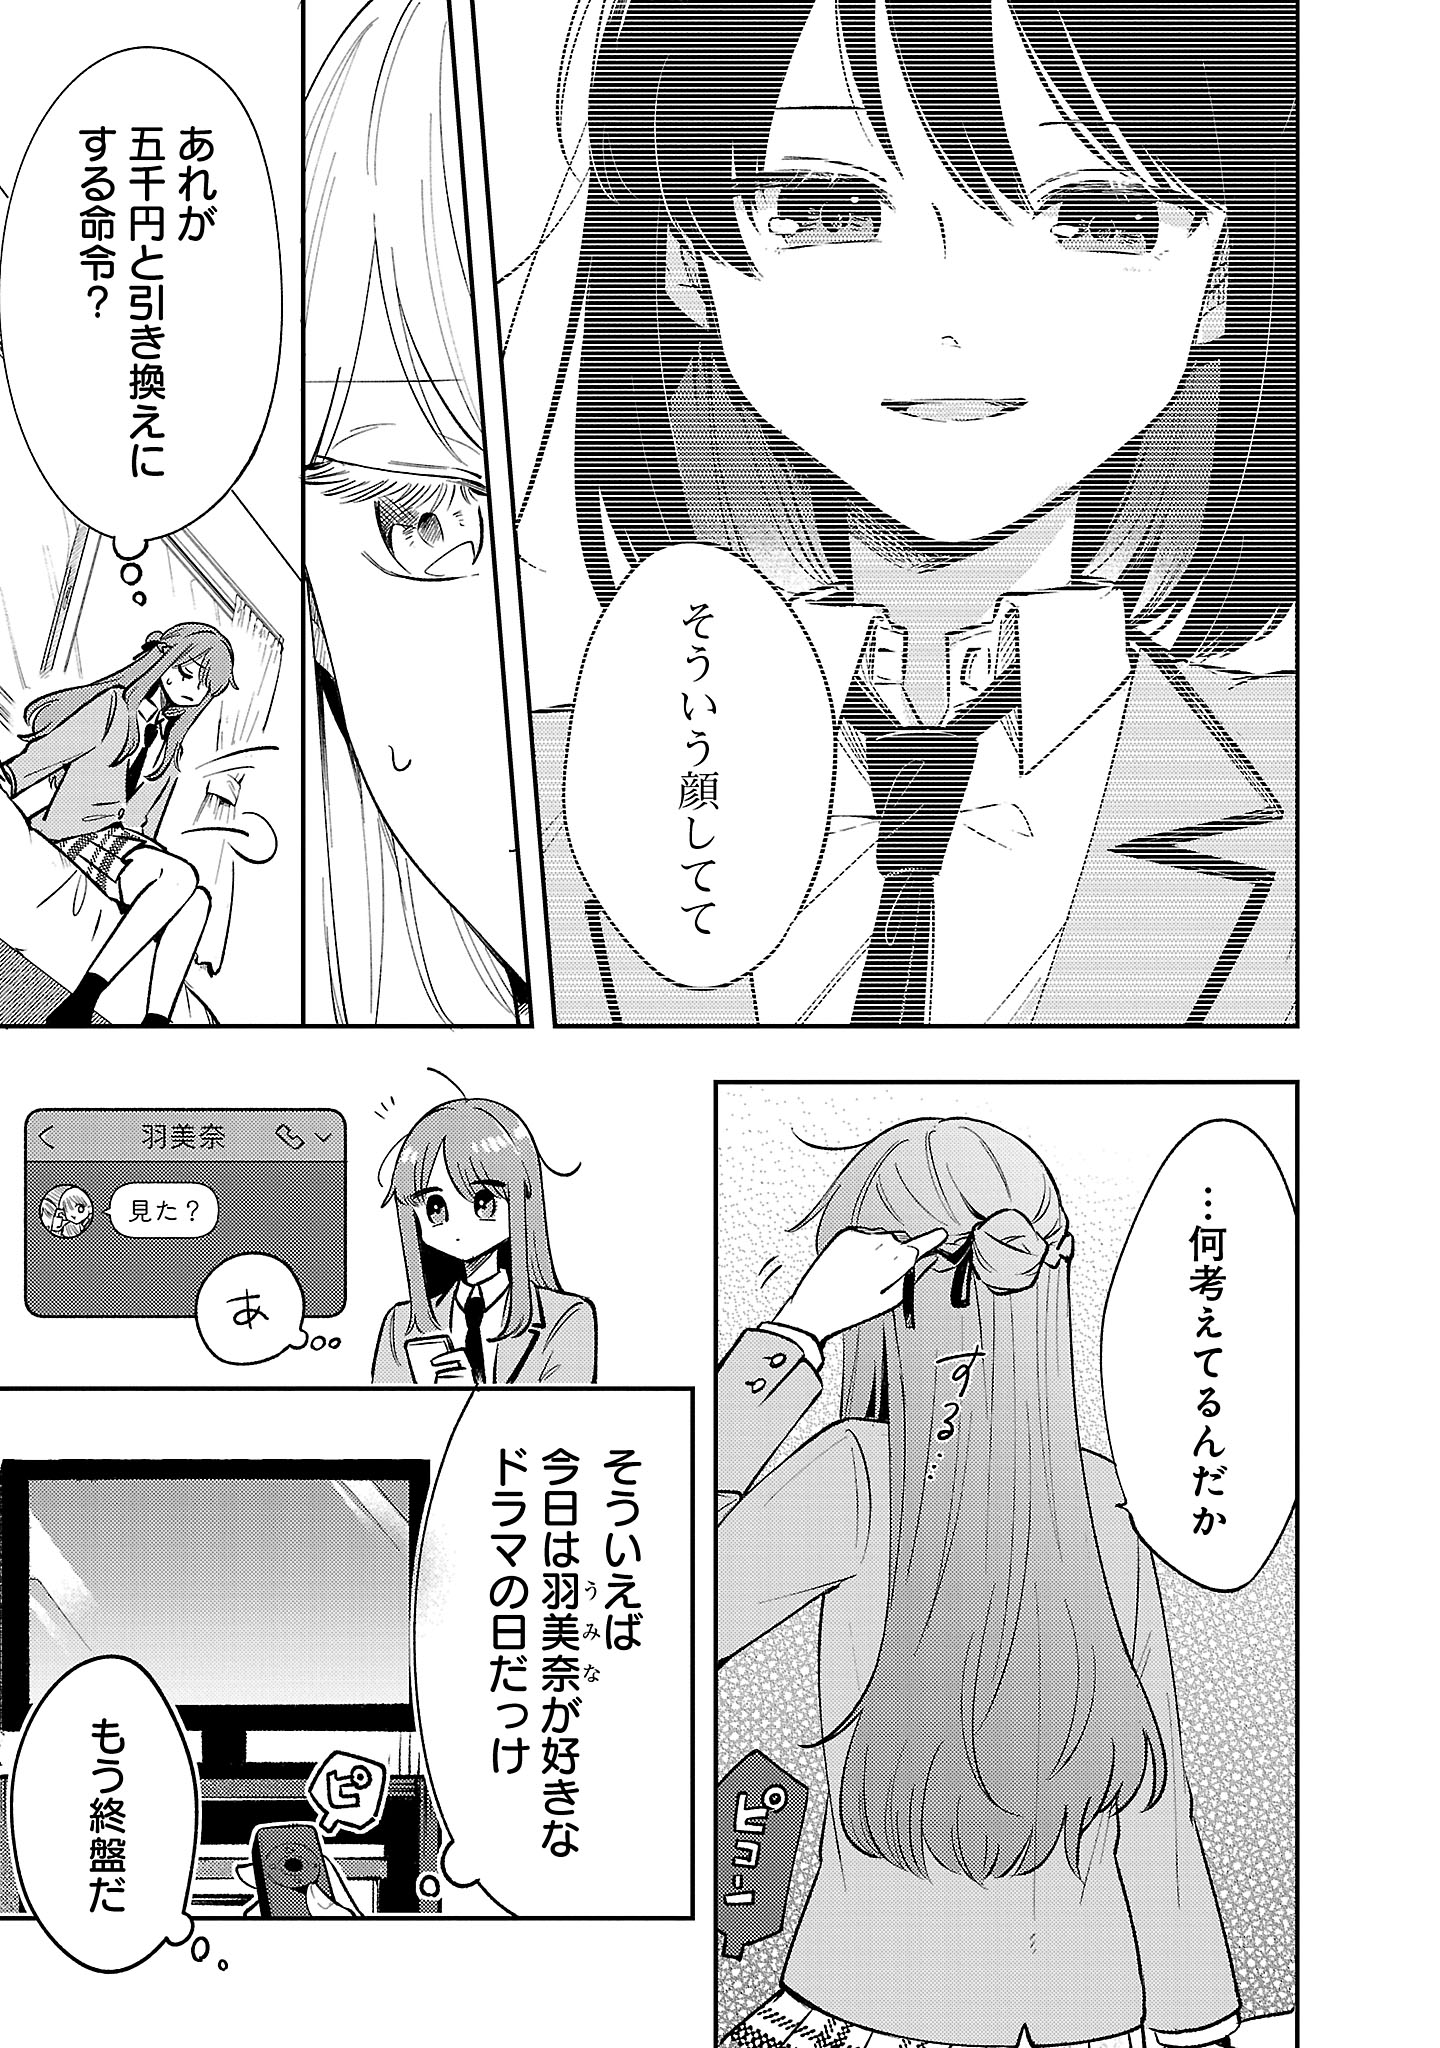 そういう顔してて
あれが
五千円と引き換えに
する命令？
…何考えてるんだか
する…
ピコン
羽美奈
見た？
あ
そういえば
今日は羽美奈が好きな
うみな
ドラマの日だっけ
ピ
もう終盤だ